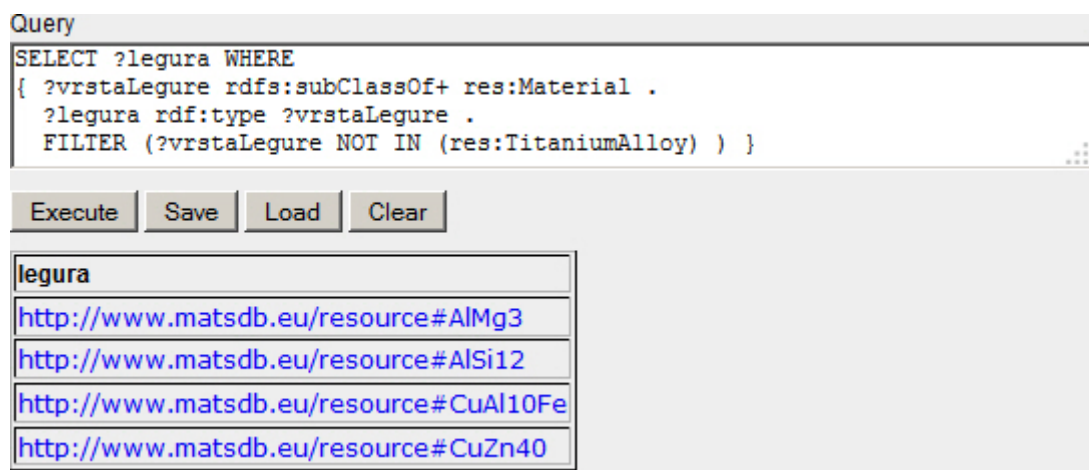 Query
SELECT ?legura WHERE
{ ?vrstaLegure rdfs:subClassOf+ res:Material .
?legura rdf:type ?vrstaLegure .
FILTER (?vrstaLegure NOT IN (res:TitaniumAlloy) ) }
Execute Save Load Clear
legura
http://www.matsdb.eu/resource#AlMg3
http://www.matsdb.eu/resource#AlSi12
http://www.matsdb.eu/resource#CuAl10Fe
http://www.matsdb.eu/resource#CuZn40